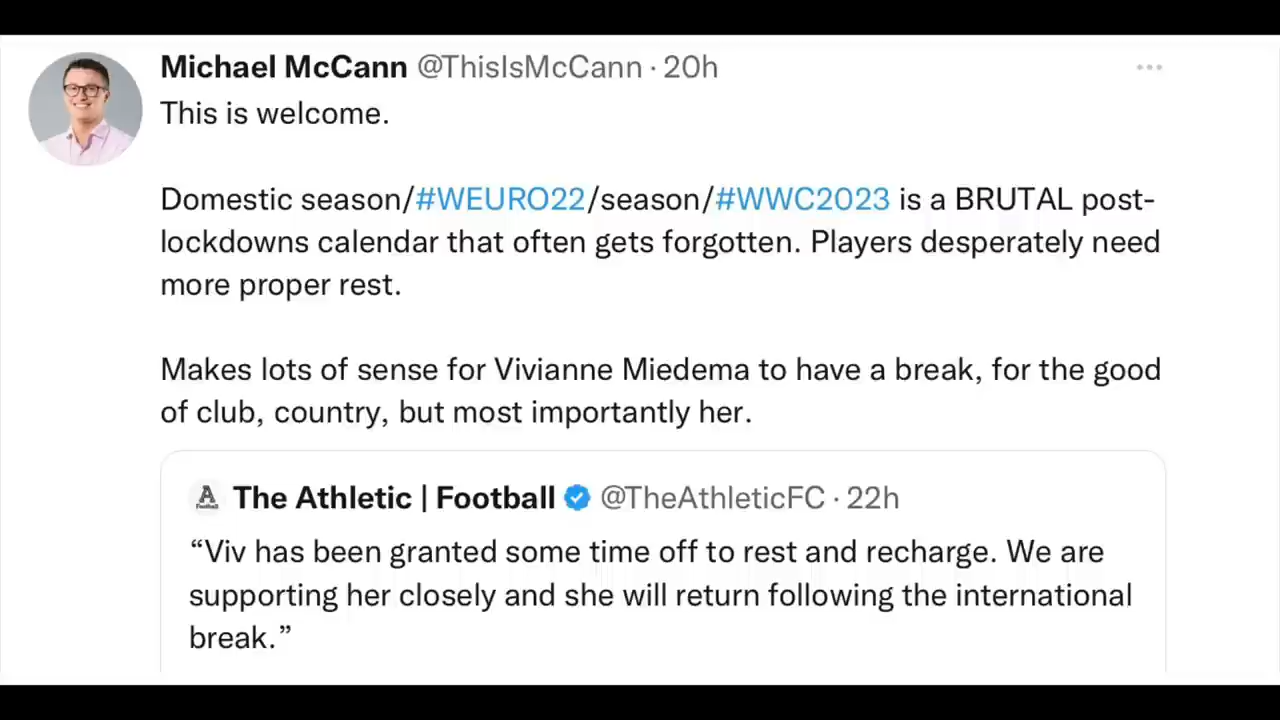 Michael McCann @ThisIsMcCann · 20h
This is welcome.
Domestic season/#WEURO22/season/#WWC2023 is a BRUTAL post-
lockdowns calendar that often gets forgotten. Players desperately need
more proper rest.
Makes lots of sense for Vivianne Miedema to have a break, for the good
of club, country, but most importantly her.
A The Athletic | Football @TheAthleticFC · 22h
Football
“Viv has been granted some time off to rest and recharge. We are
supporting her closely and she will return following the international
break.”